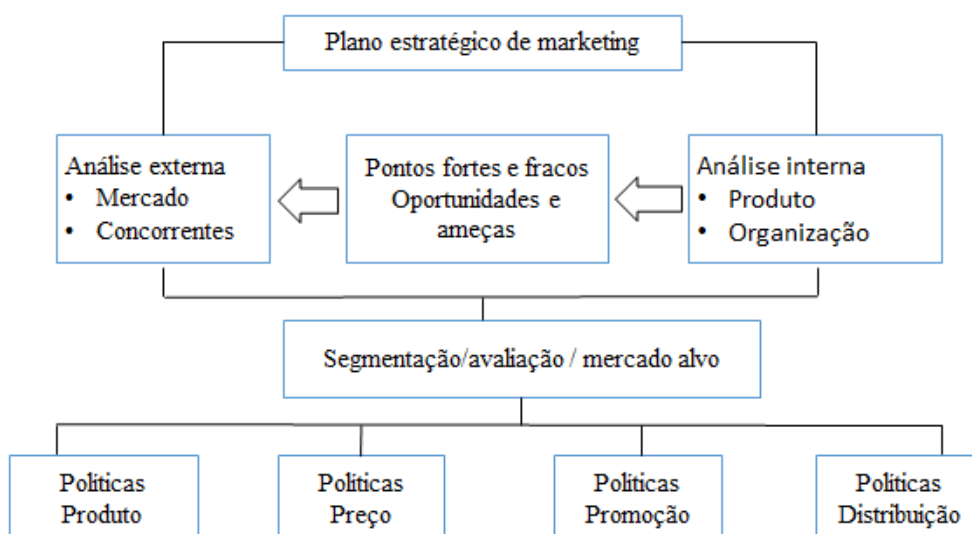 Plano estratégico de marketing
Análise externa
• Mercado
• Concorrentes
Pontos fortes e fracos
Oportunidades e
ameças
Análise interna
• Produto
• Organização
Segmentação/avaliação / mercado alvo
Politicas
Produto
Politicas
Preço
Politicas
Promoção
Politicas
Distribuição